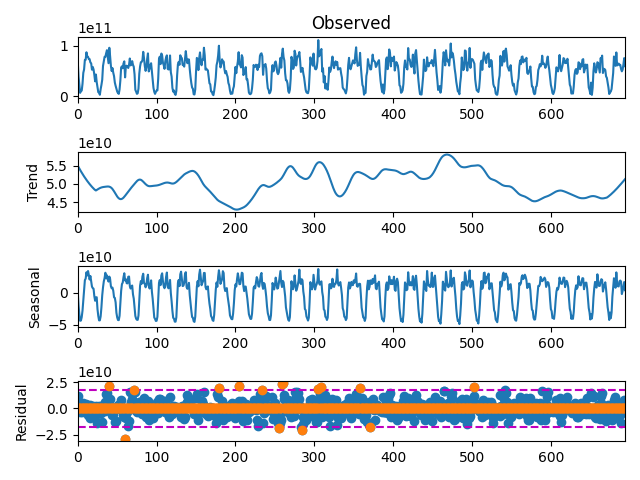 Observed
1e11
1
0
0 100 200 300 400 500 600
1e10
5.5
5.0
4.5
Trend
0 100 200 300 400 500 600
1e10
0
−5
Seasonal
0 100 200 300 400 500 600
1e10
2.5
0.0
−2.5
Residual
0 100 200 300 400 500 600